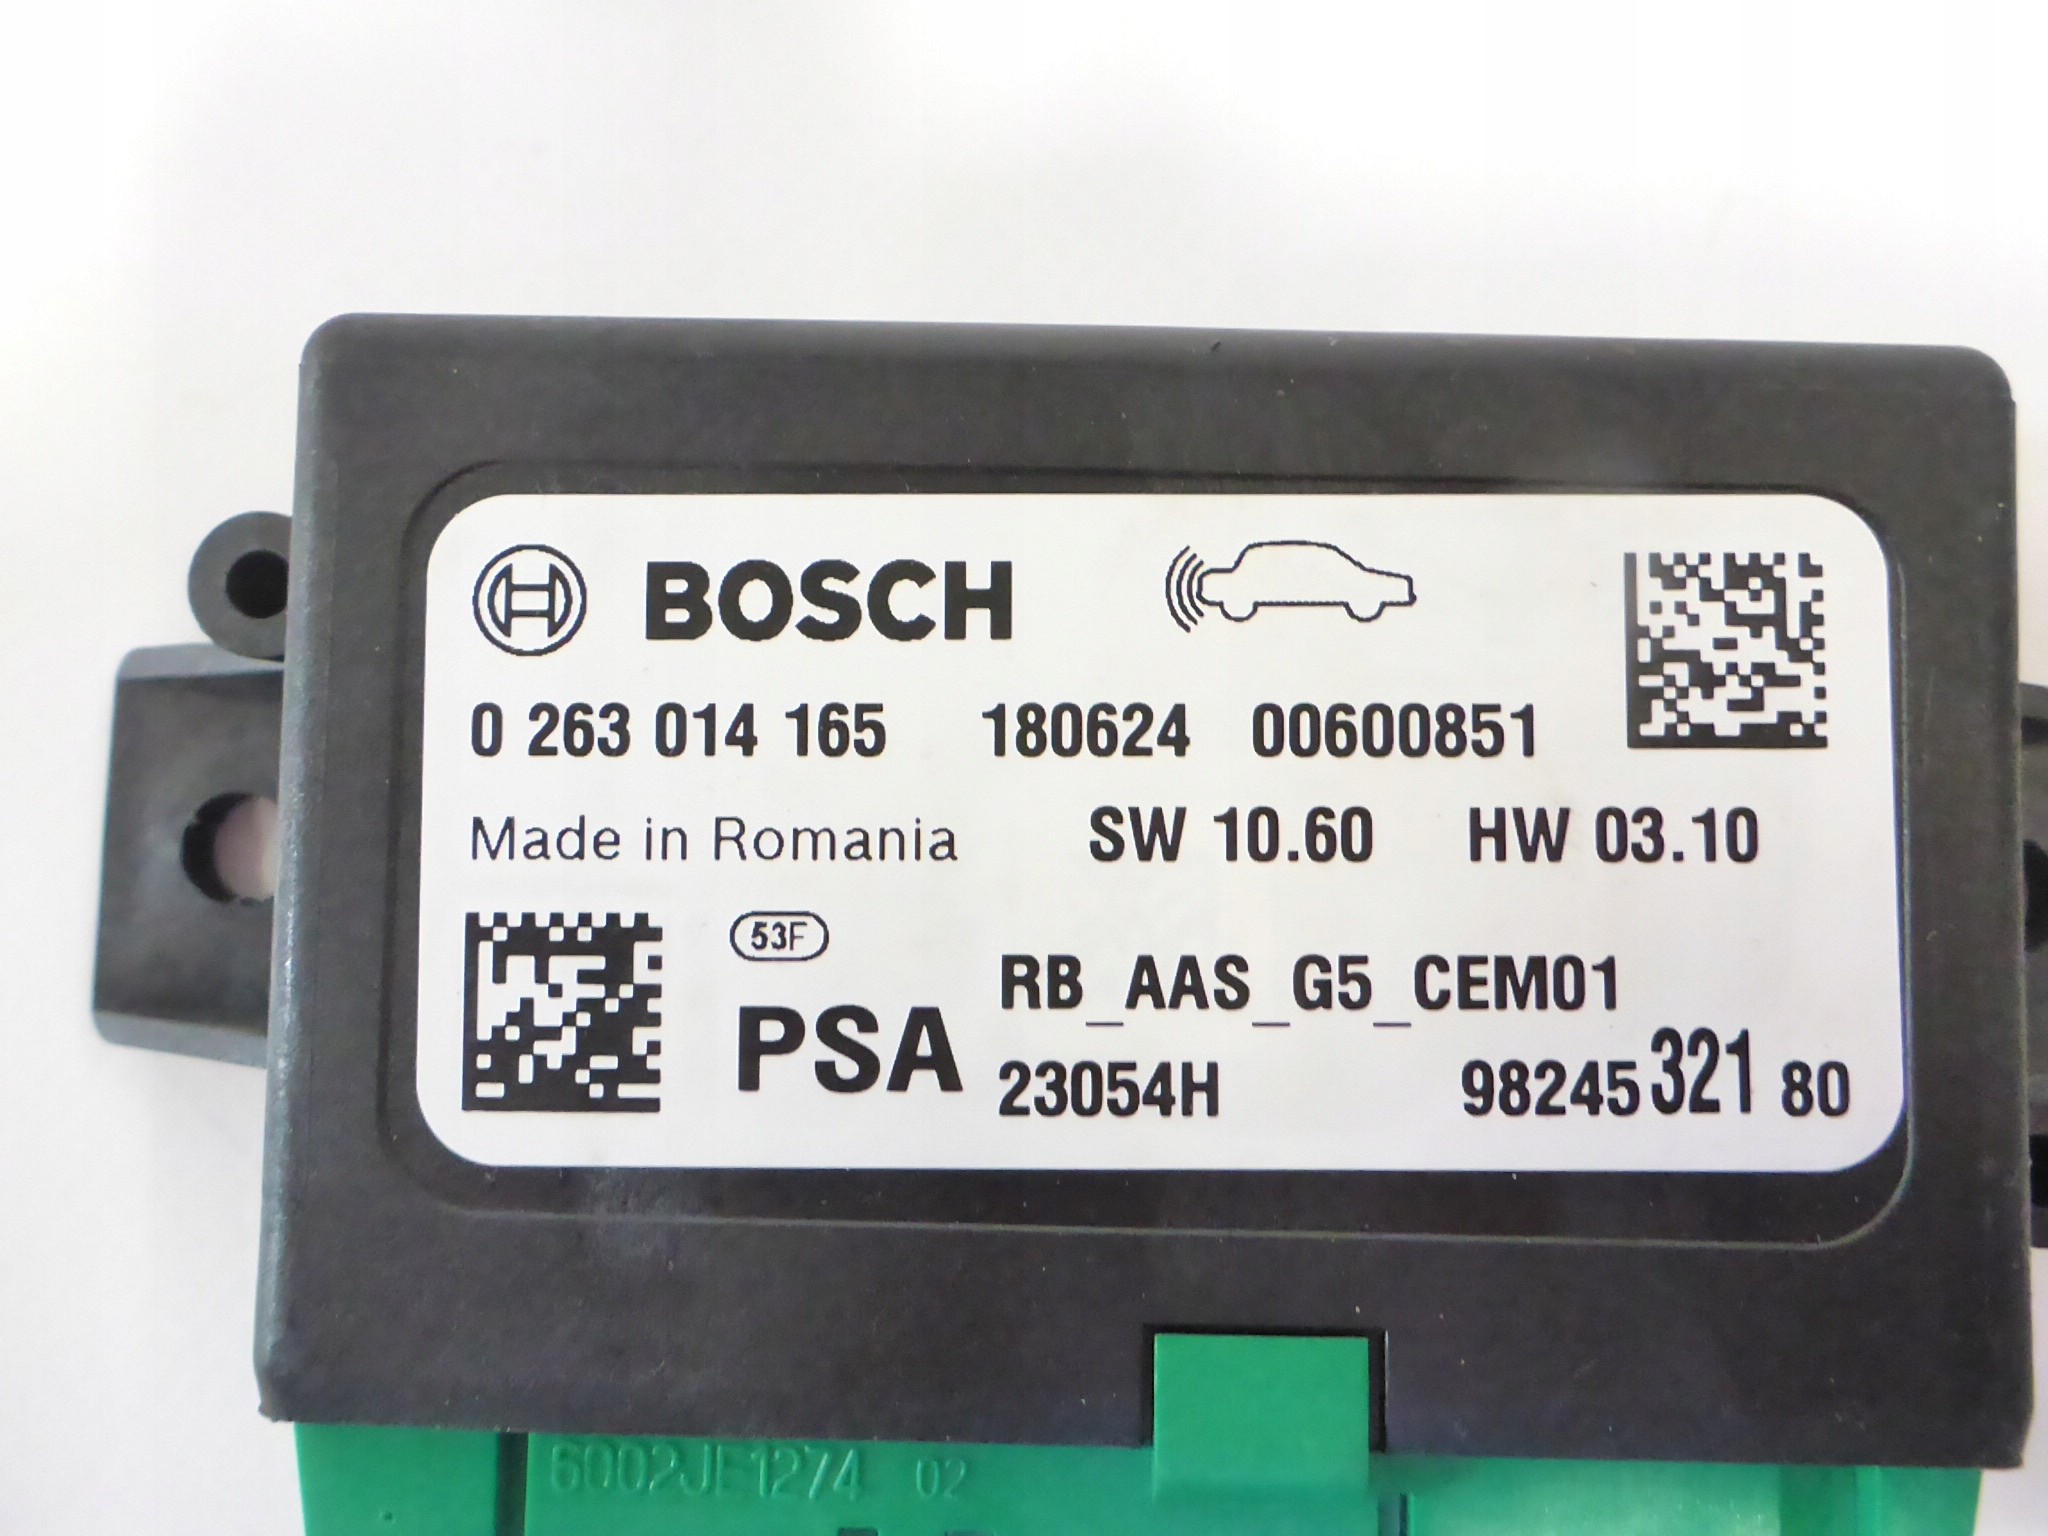 BOSCH
0 263 014 165 180624 00600851
Made in Romania SW 10.60 HW 03.10
53F
RB_AAS_G5_CEM01
PSA
23054H 98245 321 80
6002JE1274 02